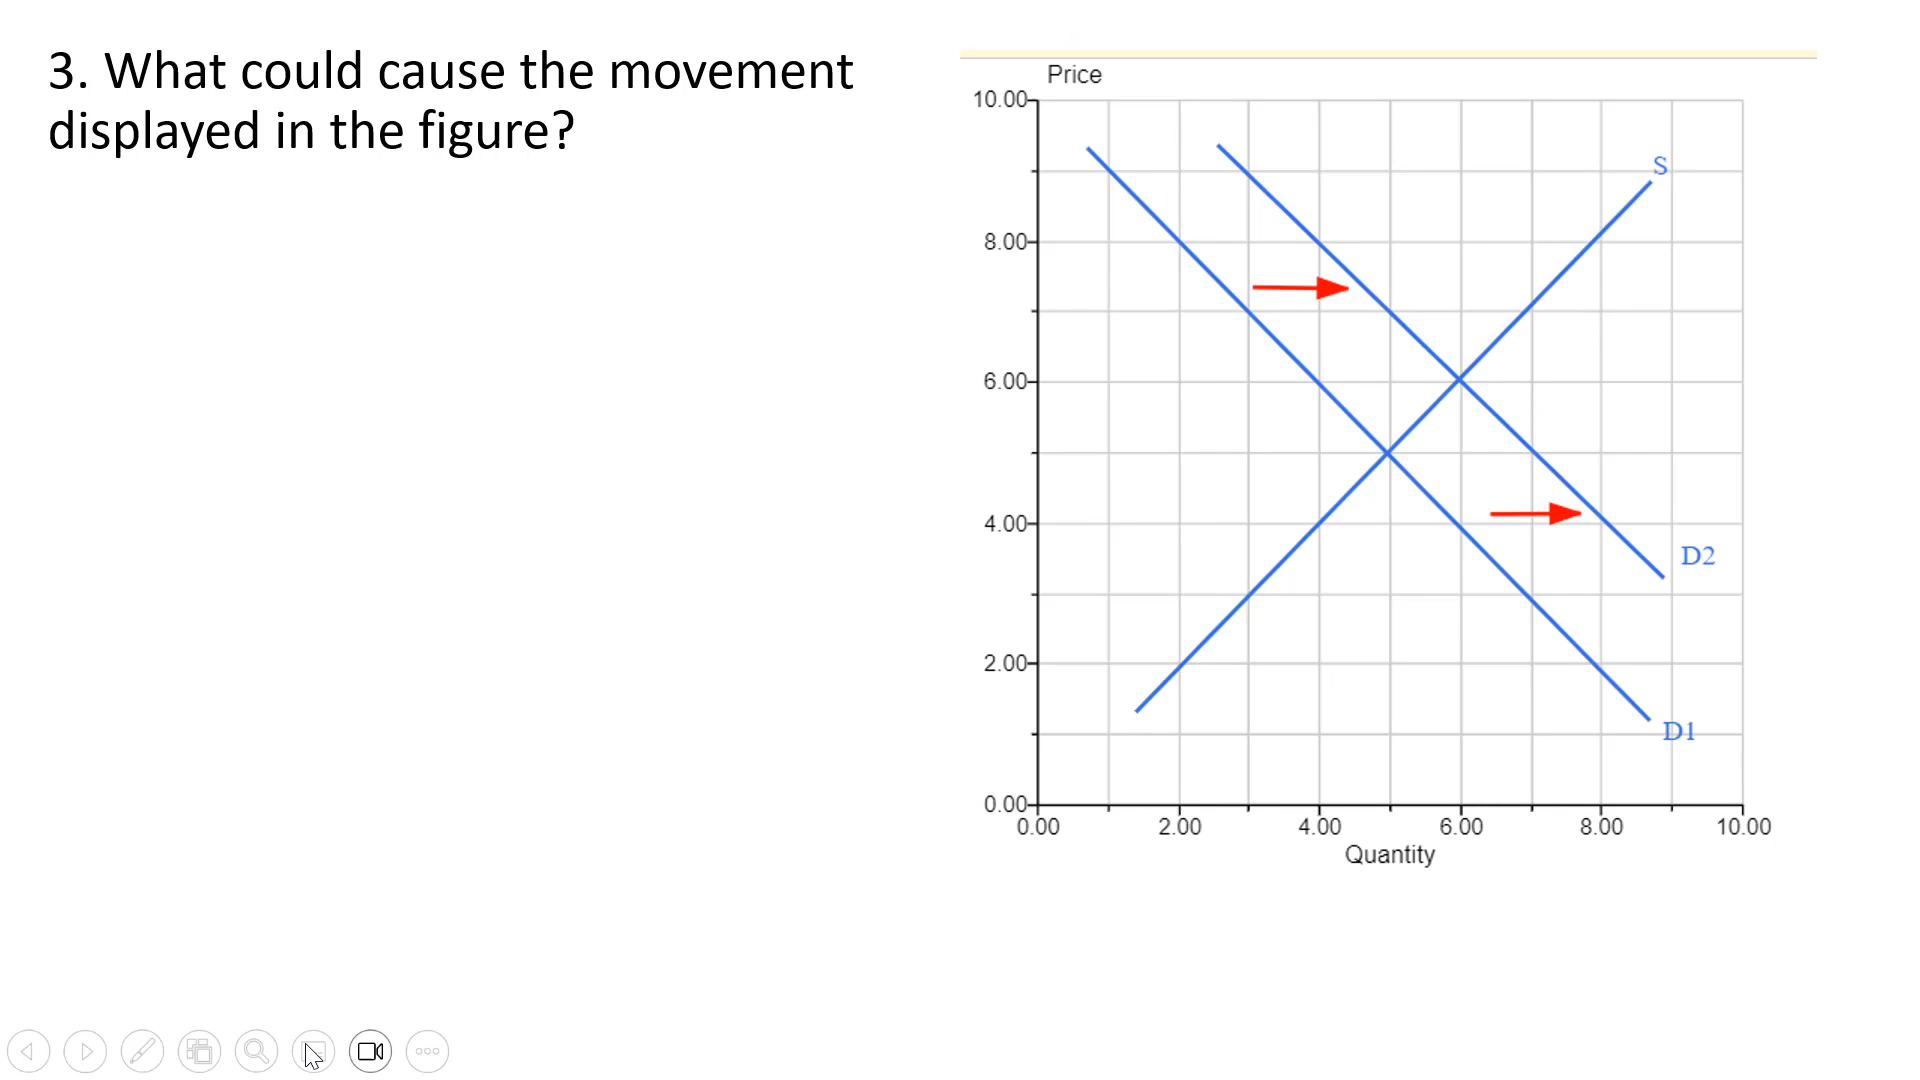 3. What could cause the movement
displayed in the figure?
Price
10.00
8.00
6.00
4.00
2.00
0.00
S
D2
D1
0.00 2.00 4.00 6.00 8.00 10.00
Quantity